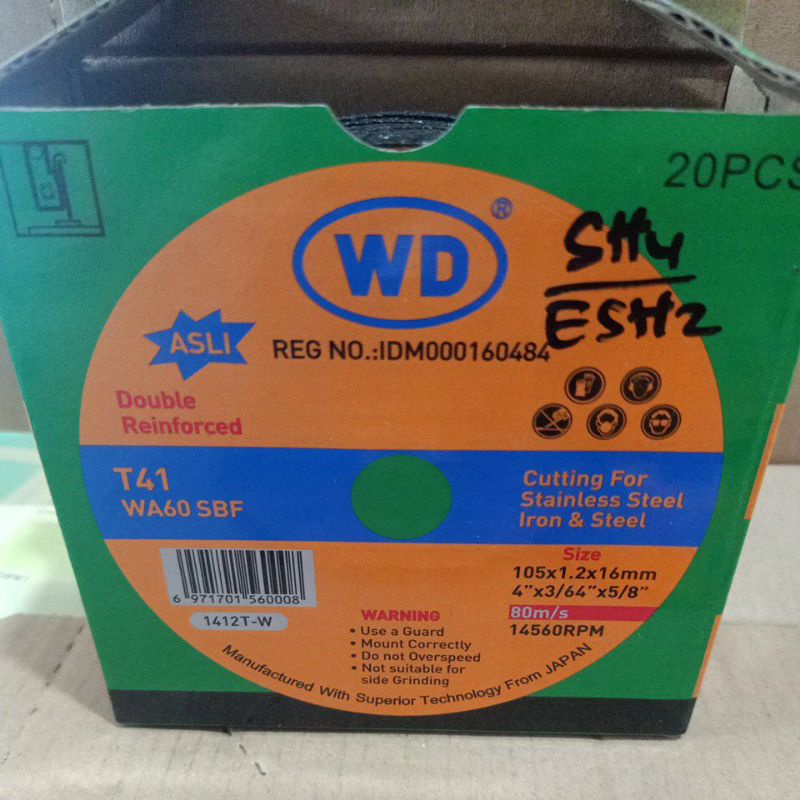 20PCS
WD®
SH4
ESH2
ASLI
REG NO.:IDM000160484
Double
Reinforced
T41
WA60 SBF
Cutting For
Stainless Steel
Iron & Steel
Size
105x1.2x16mm
4"x3/64"x5/8"
80m/s
14560RPM
6 971701 560008
1412T-W
WARNING
• Use a Guard
• Mount Correctly
• Do not Overspeed
• Not suitable for
side Grinding
Manufactured With Superior Technology From JAPAN